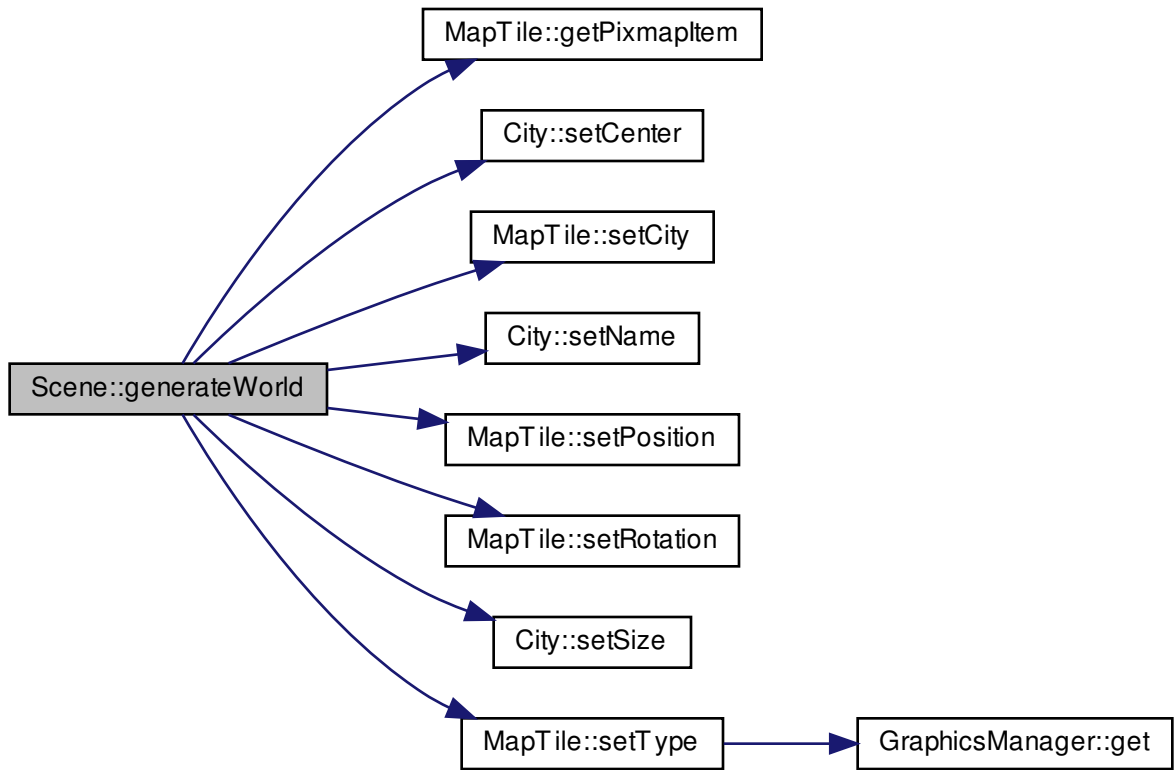 MapTile::getPixmapItem
City::setCenter
MapTile::setCity
City::setName
Scene::generateWorld
MapTile::setPosition
MapTile::setRotation
City::setSize
MapTile::setType
GraphicsManager::get